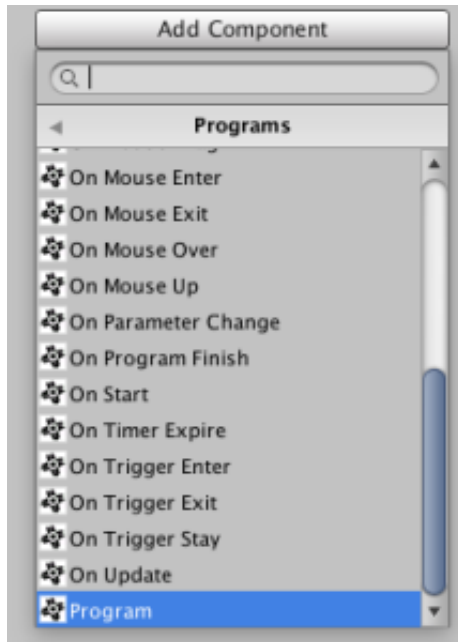 Add Component
Programs
On Mouse Enter
On Mouse Exit
On Mouse Over
On Mouse Up
On Parameter Change
On Program Finish
On Start
On Timer Expire
On Trigger Enter
On Trigger Exit
On Trigger Stay
On Update
Program